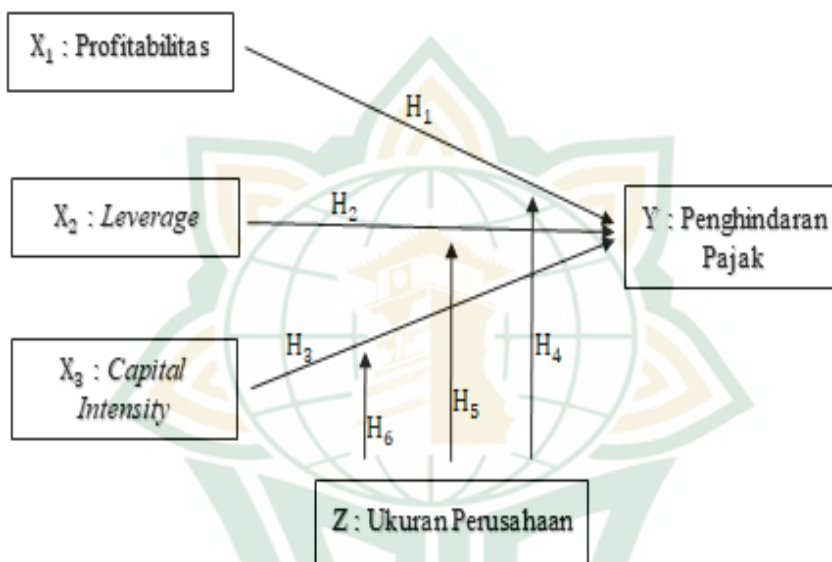 X₁ : Profitabilitas
H₁
X₂ : Leverage
H₂
Y : Penghindaran
Pajak
H₃
H₄
X₃ : Capital
Intensity
H₅
H₆
Z : Ukuran Perusahaan